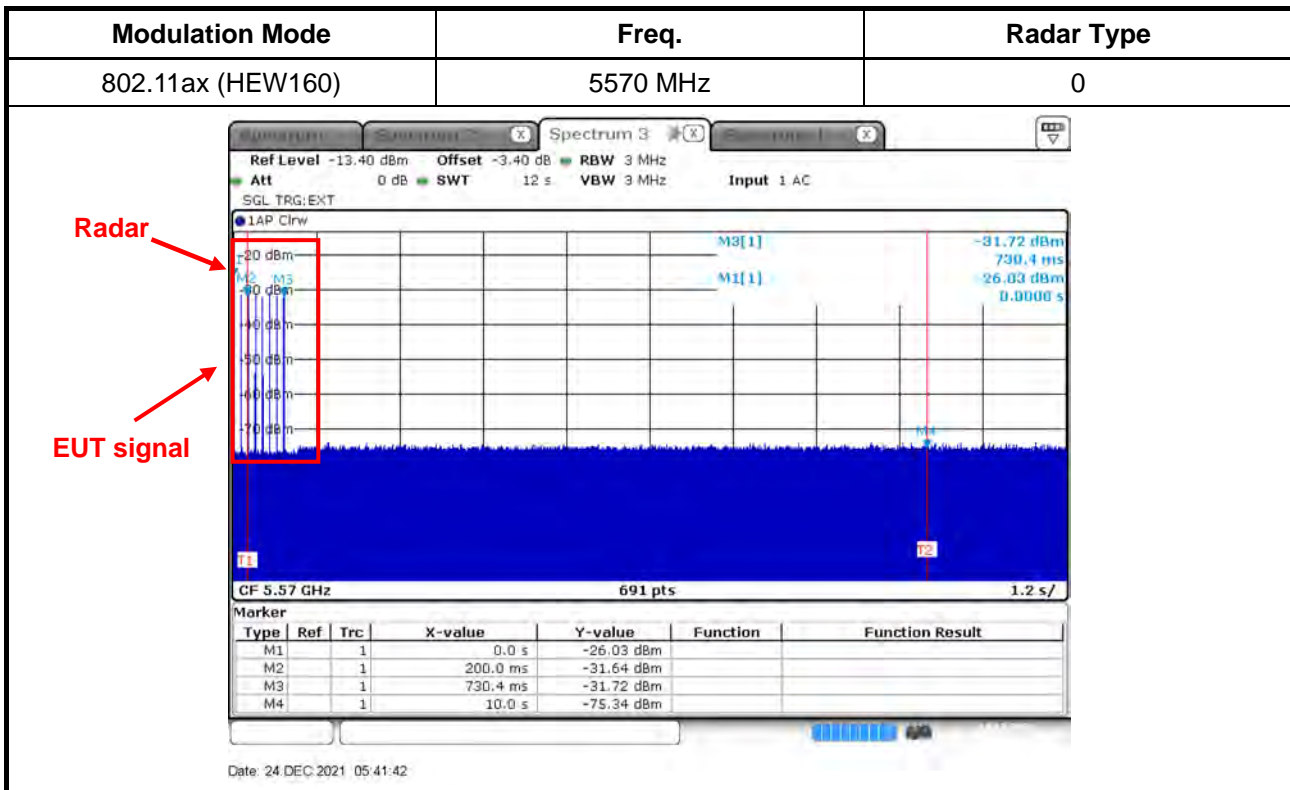 Modulation Mode Freq. Radar Type
802.11ax (HEW160) 5570 MHz 0
Spectrum 3
Ref Level -13.40 dBm Offset -3.40 dB RBW 3 MHz
Att 0 dB SWT 12 s VBW 3 MHz Input 1 AC
SGL TRG:EXT
1AP Clrw
Radar
M3[1] -31.72 dBm
-20 dBm
730.4 ms
M2 M3
M1[1] -26.03 dBm
-30 dBm
0.0000 s
-40 dBm
-50 dBm
-60 dBm
-70 dBm
M4
EUT signal
T1
T2
CF 5.57 GHz 691 pts 1.2 s/
Marker
Type Ref Trc X-value Y-value Function Function Result
M1 1 0.0 s -26.03 dBm
M2 1 200.0 ms -31.64 dBm
M3 1 730.4 ms -31.72 dBm
M4 1 10.0 s -75.34 dBm
Date: 24.DEC.2021 05:41:42